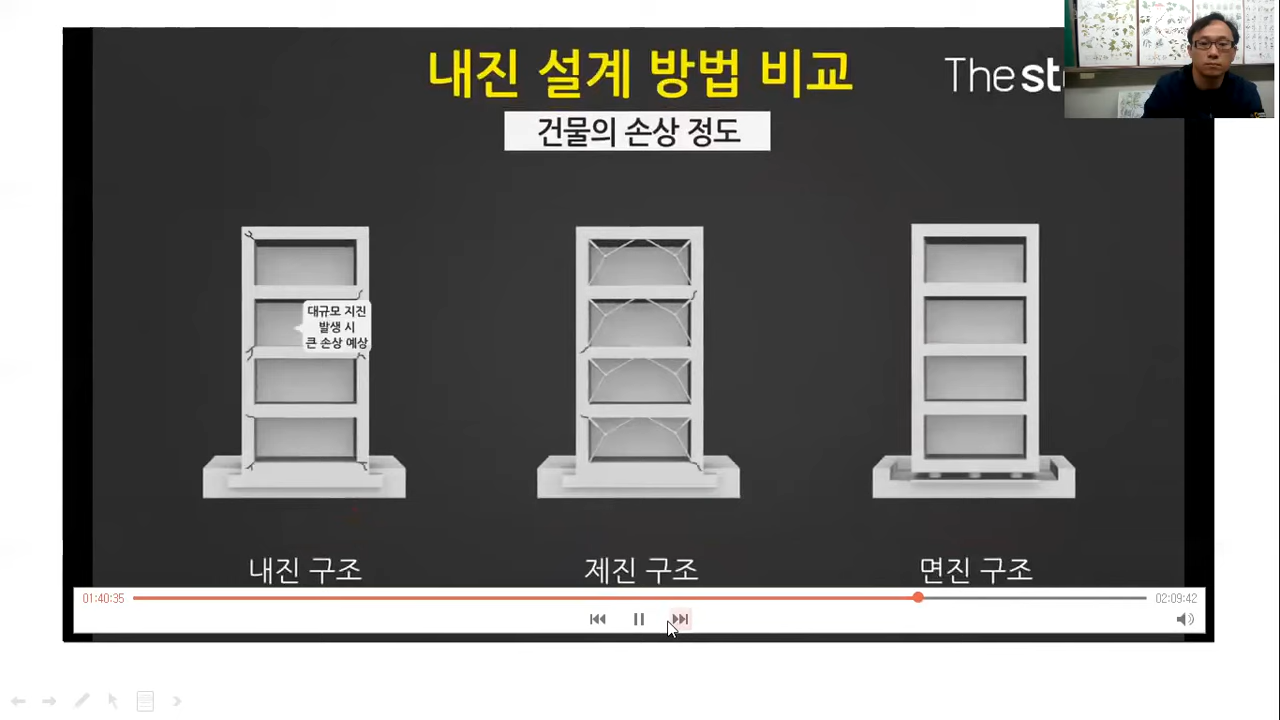 내진 설계 방법 비교
The st
건물의 손상 정도
대규모 지진
발생 시
큰 손상 예상
내진 구조
제진 구조
면진 구조
01:40:35
02:09:42